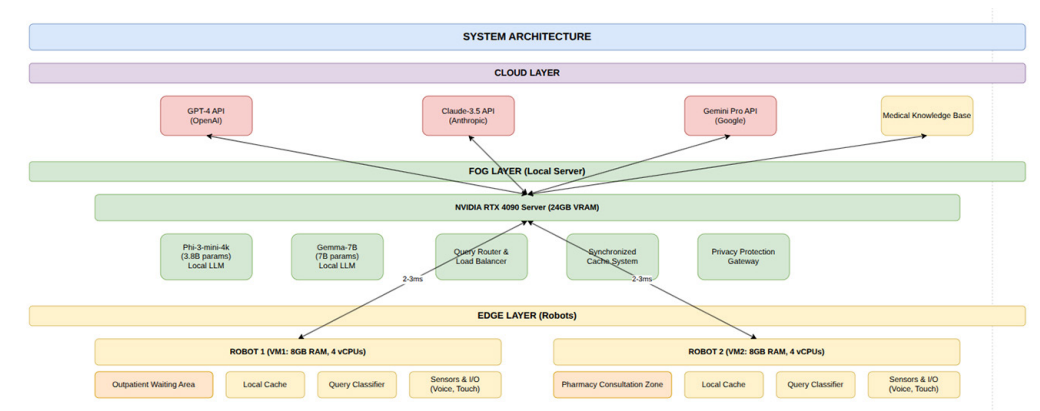 SYSTEM ARCHITECTURE
CLOUD LAYER
GPT-4 API
(OpenAI)
Claude-3.5 API
(Anthropic)
Gemini Pro API
(Google)
Medical Knowledge Base
FOG LAYER (Local Server)
NVIDIA RTX 4090 Server (24GB VRAM)
Phi-3-mini-4k
(3.8B params)
Local LLM
Gemma-7B
(7B params)
Local LLM
Query Router &
Load Balancer
Synchronized
Cache System
Privacy Protection
Gateway
2-3ms
2-3ms
EDGE LAYER (Robots)
ROBOT 1 (VM1: 8GB RAM, 4 vCPUs)
ROBOT 2 (VM2: 8GB RAM, 4 vCPUs)
Outpatient Waiting Area
Local Cache
Query Classifier
Sensors & I/O
(Voice, Touch)
Pharmacy Consultation Zone
Local Cache
Query Classifier
Sensors & I/O
(Voice, Touch)